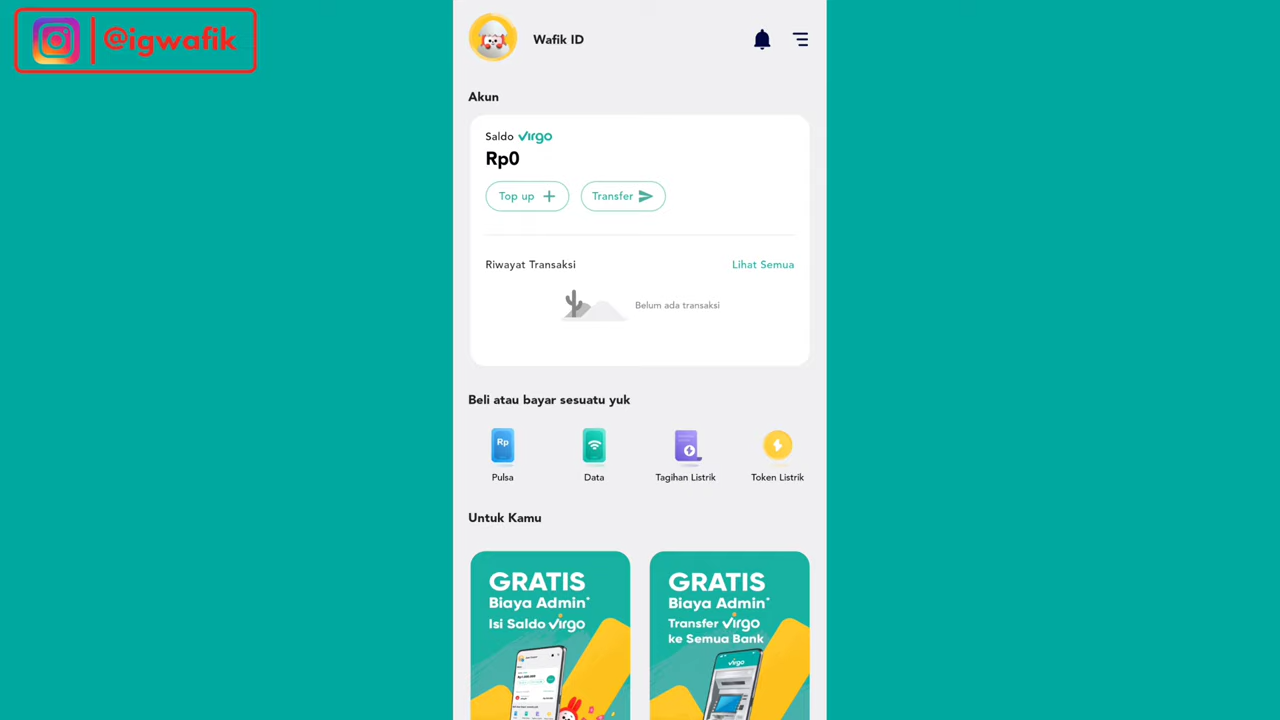 @igwafik
Wafik ID
Akun
Saldo virgo
Rp0
Top up
Transfer
Riwayat Transaksi
Lihat Semua
Belum ada transaksi
Beli atau bayar sesuatu yuk
Rp
Pulsa
Data
Tagihan Listrik
Token Listrik
Untuk Kamu
GRATIS
Biaya Admin*
Isi Saldo virgo
GRATIS
Biaya Admin*
Transfer virgo
ke Semua Bank
virgo